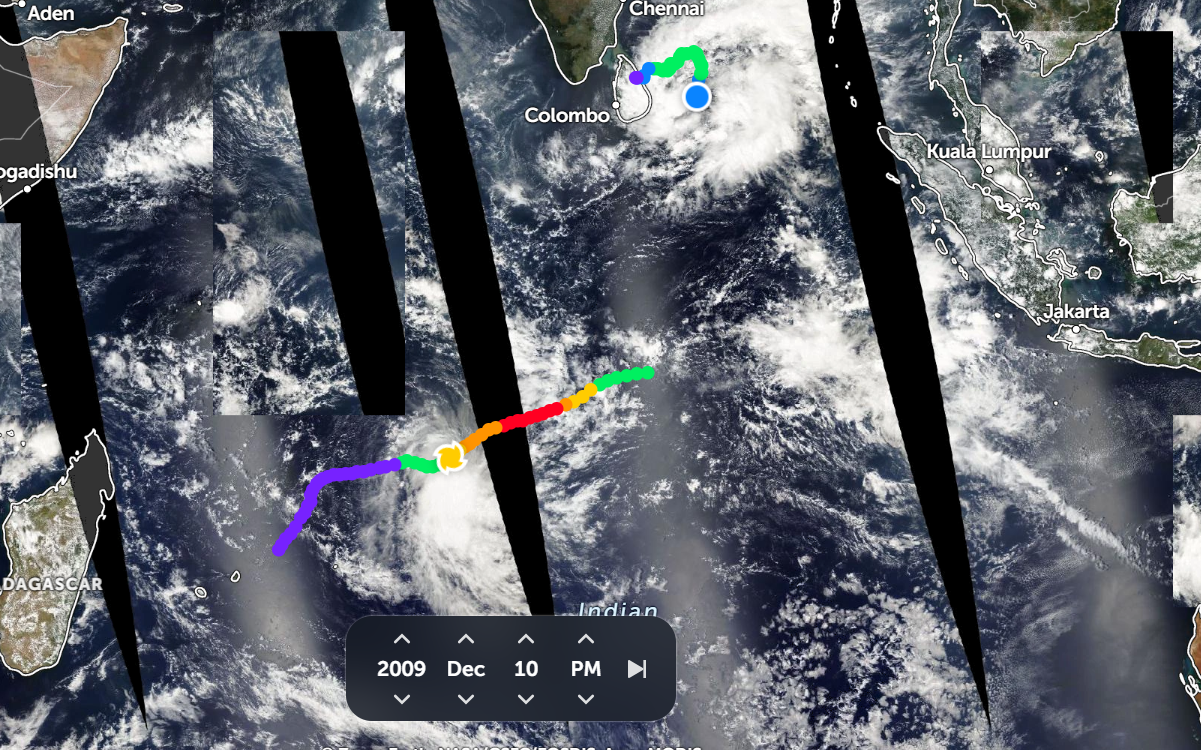 Aden
Chennai
Colombo
ogadishu
Kuala Lumpur
Jakarta
DAGASCAR
Indian
2009 Dec 10 PM